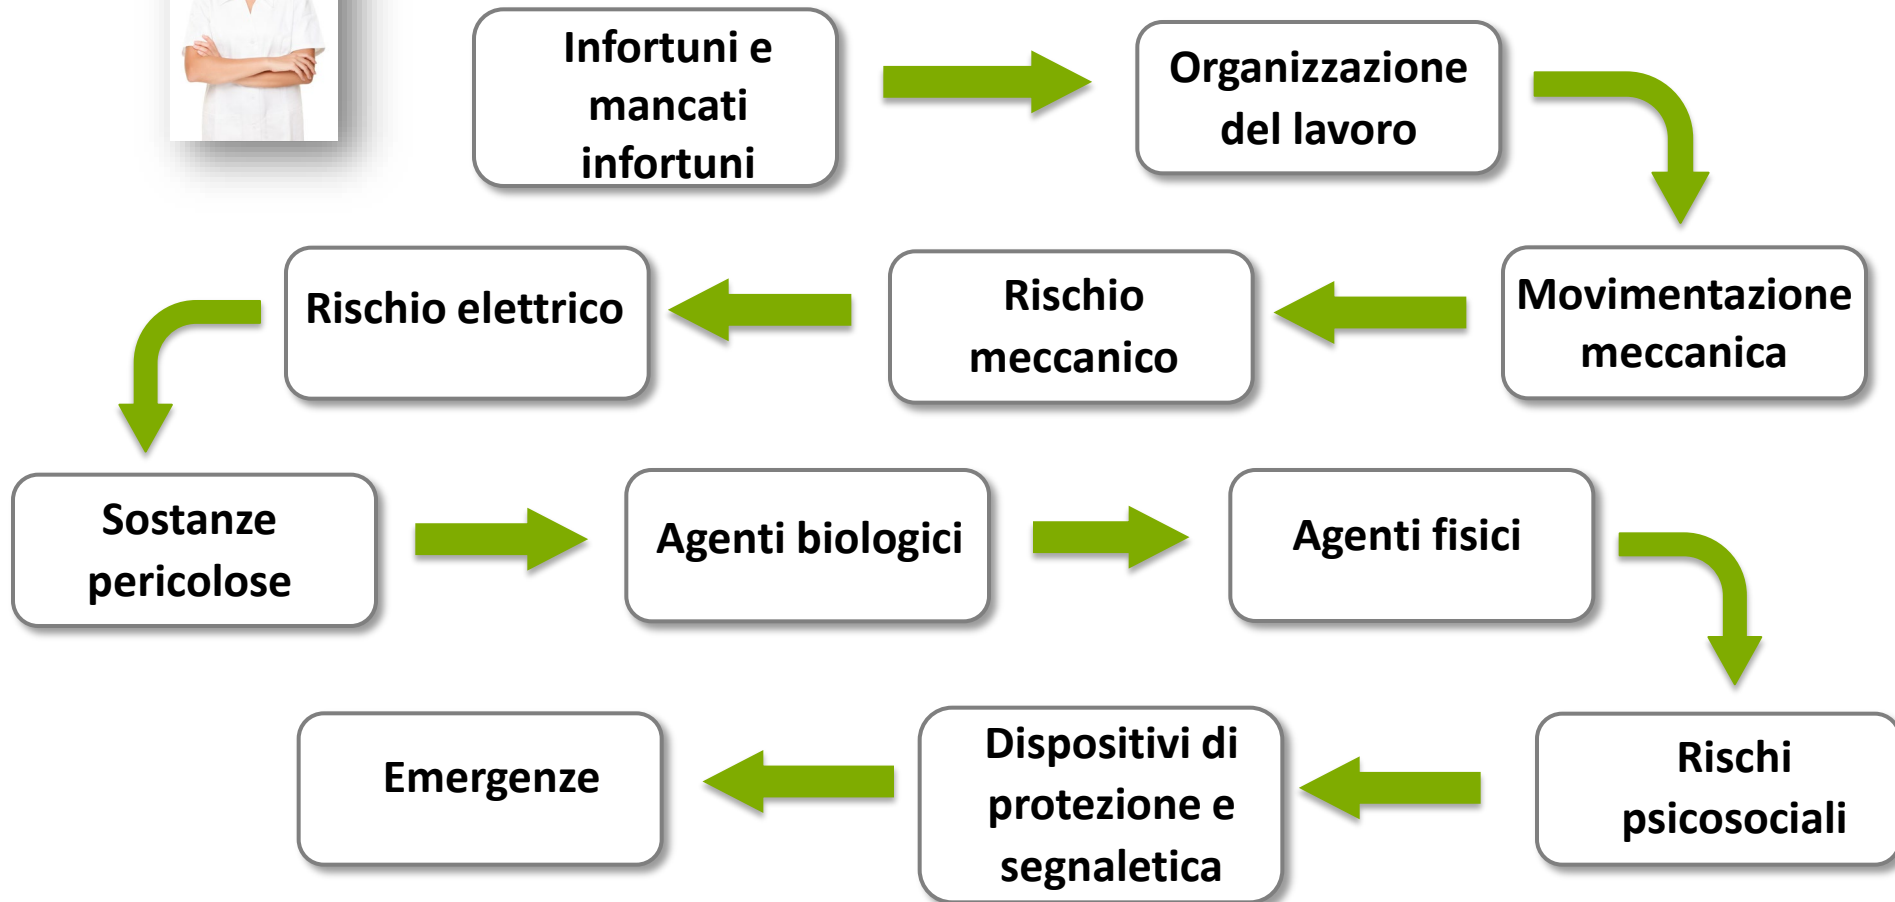 Infortuni e
mancati
infortuni
Organizzazione
del lavoro
Movimentazione
meccanica
Rischio
meccanico
Rischio elettrico
Sostanze
pericolose
Agenti biologici
Agenti fisici
Rischi
psicosociali
Dispositivi di
protezione e
segnaletica
Emergenze